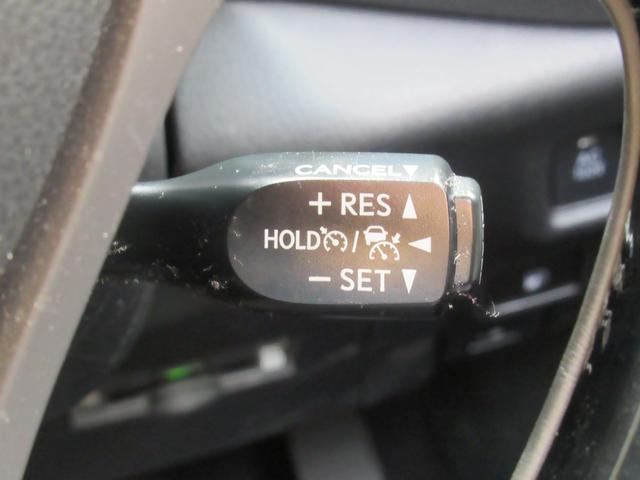 CANCEL
+ RES
HOLD /
− SET